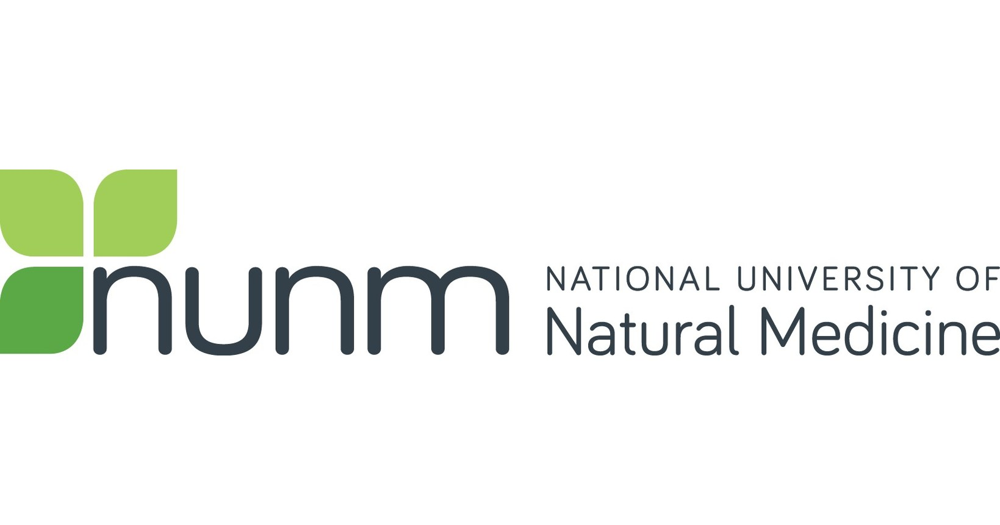 nunm
NATIONAL UNIVERSITY OF
Natural Medicine